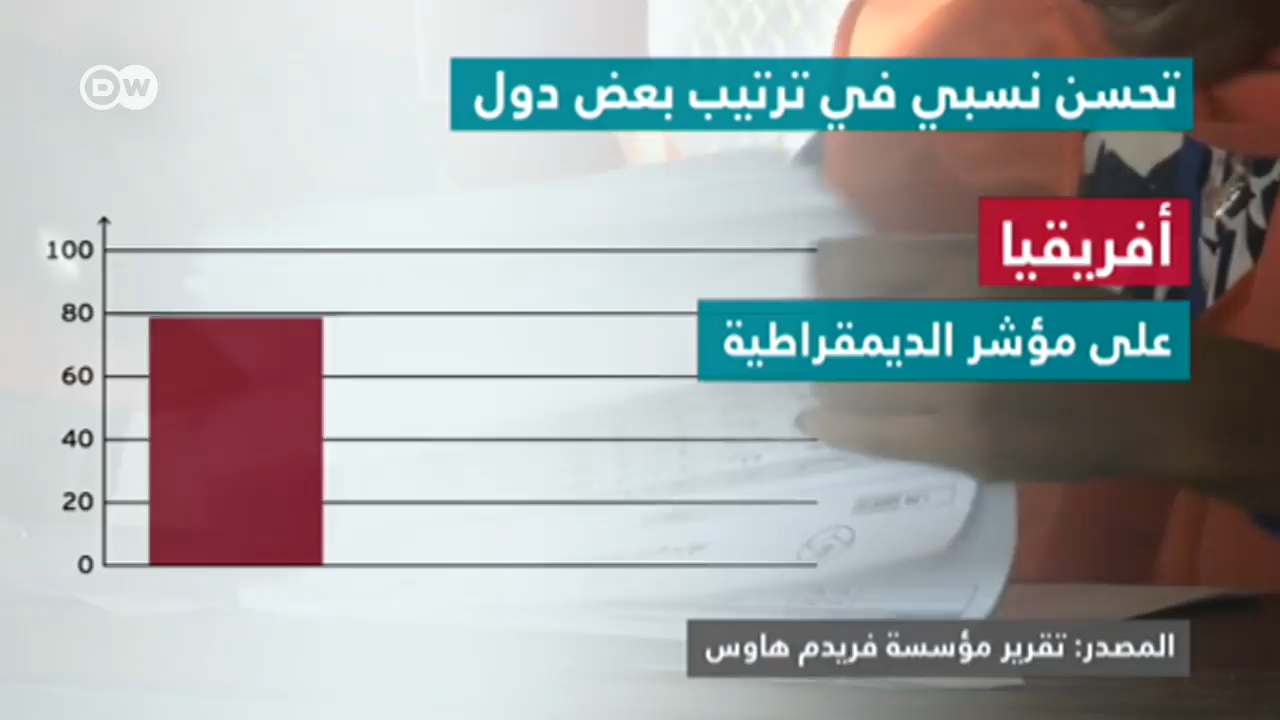 DW
تحسن نسبي في ترتيب بعض دول
أفريقيا
على مؤشر الديمقراطية
100
80
60
40
20
0
المصدر: تقرير مؤسسة فريدم هاوس